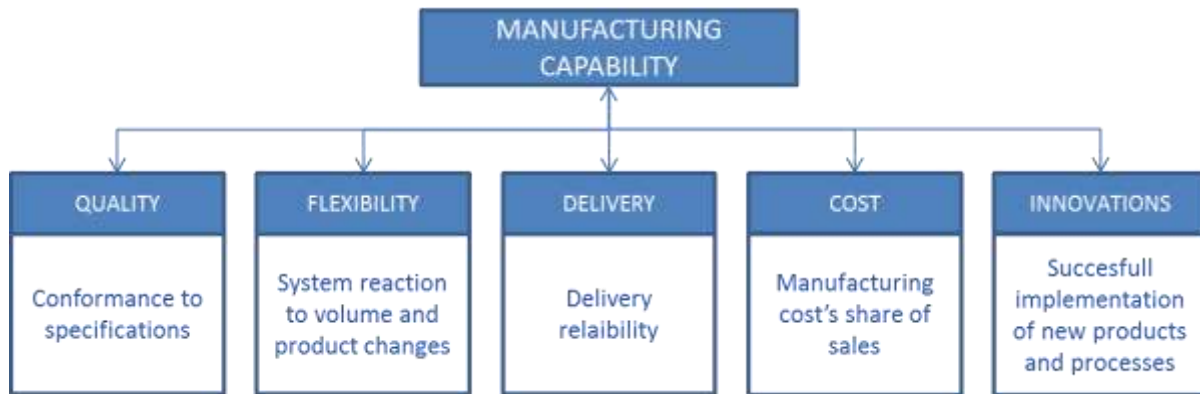 MANUFACTURING
CAPABILITY
QUALITY
Conformance to
specifications
FLEXIBILITY
System reaction
to volume and
product changes
DELIVERY
Delivery
relaibility
COST
Manufacturing
cost's share of
sales
INNOVATIONS
Succesfull
implementation
of new products
and processes